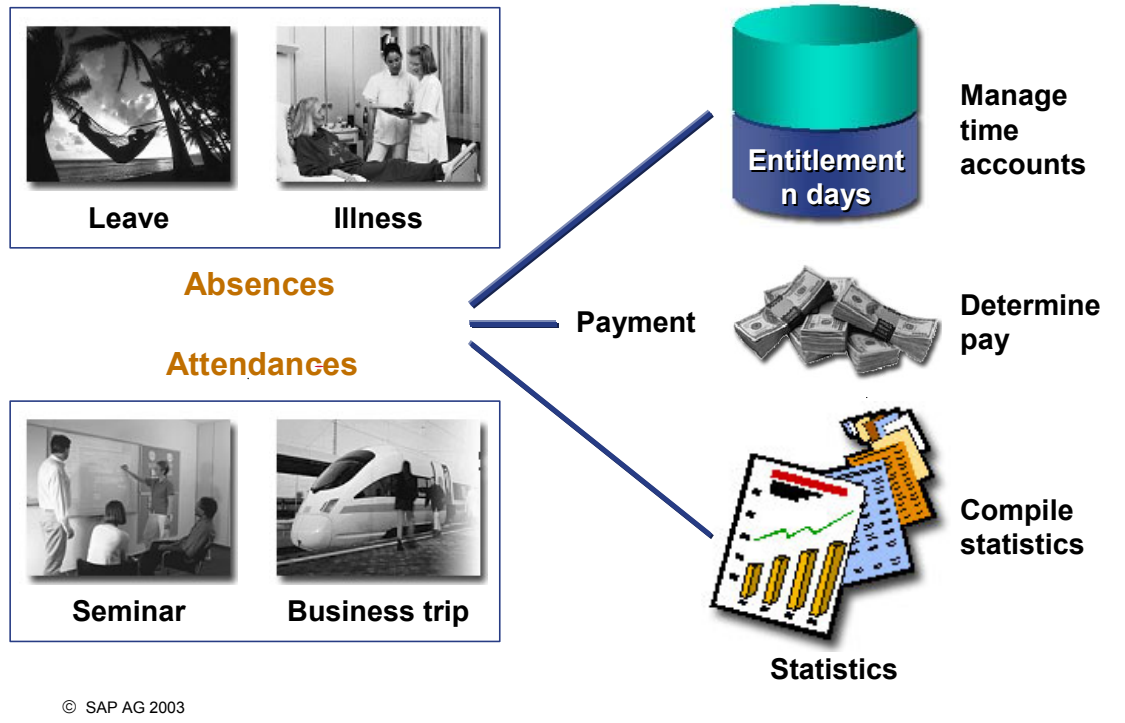 Leave
Illness
Absences
Attendances
Seminar
Business trip
Payment
Entitlement
n days
Manage
time
accounts
Determine
pay
Compile
statistics
Statistics
© SAP AG 2003